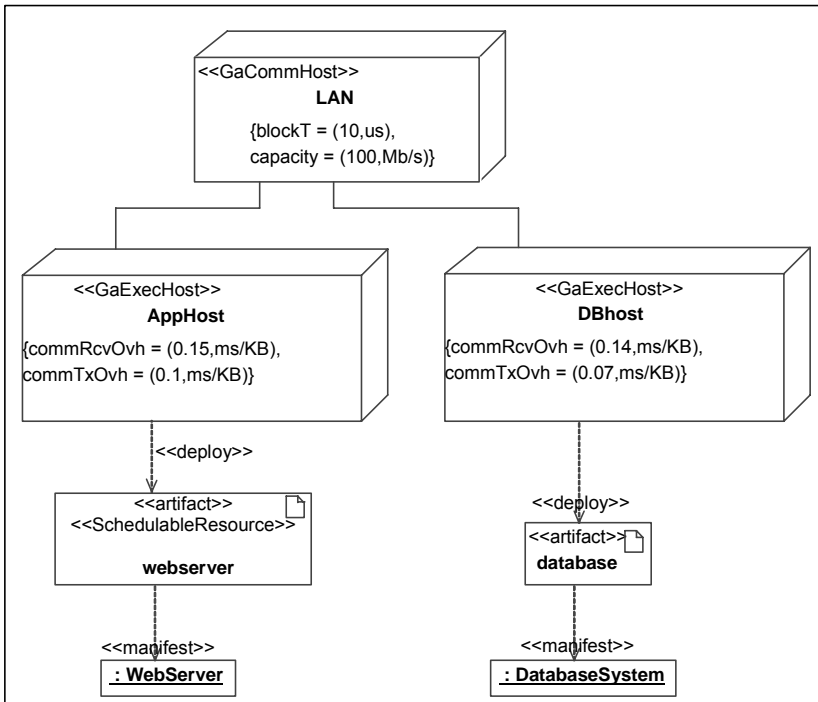 <<GaCommHost>>
LAN
{blockT = (10,us),
capacity = (100,Mb/s)}
<<GaExecHost>>
AppHost
{commRcvOvh = (0.15,ms/KB),
commTxOvh = (0.1,ms/KB)}
<<GaExecHost>>
DBhost
{commRcvOvh = (0.14,ms/KB),
commTxOvh = (0.07,ms/KB)}
<<deploy>>
<<deploy>>
<<artifact>>
<<SchedulableResource>>
webserver
<<artifact>>
database
<<manifest>>
<<manifest>>
: WebServer
: DatabaseSystem